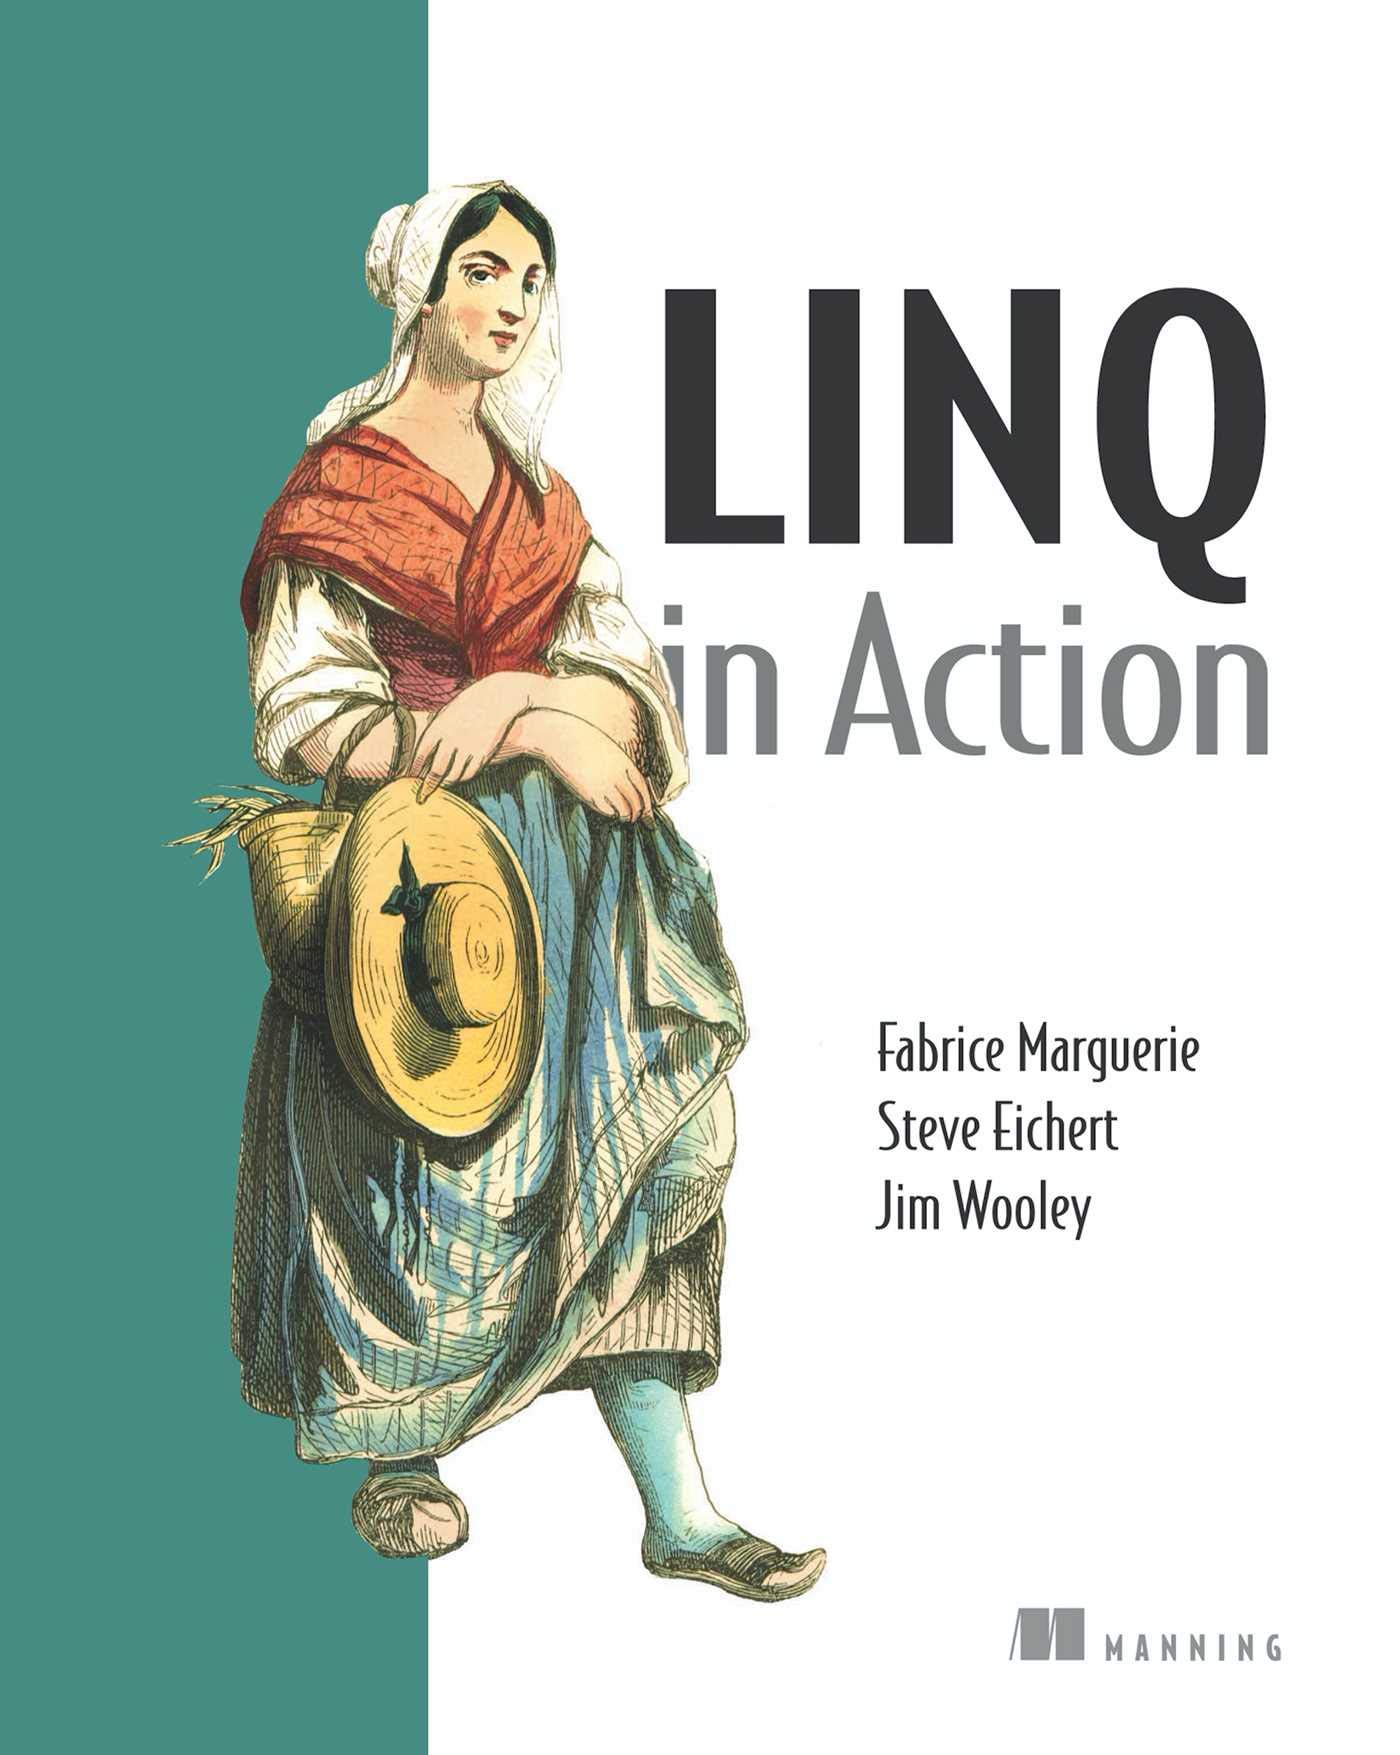 LINQ
in Action
Fabrice Marguerie
Steve Eichert
Jim Wooley
MANNING